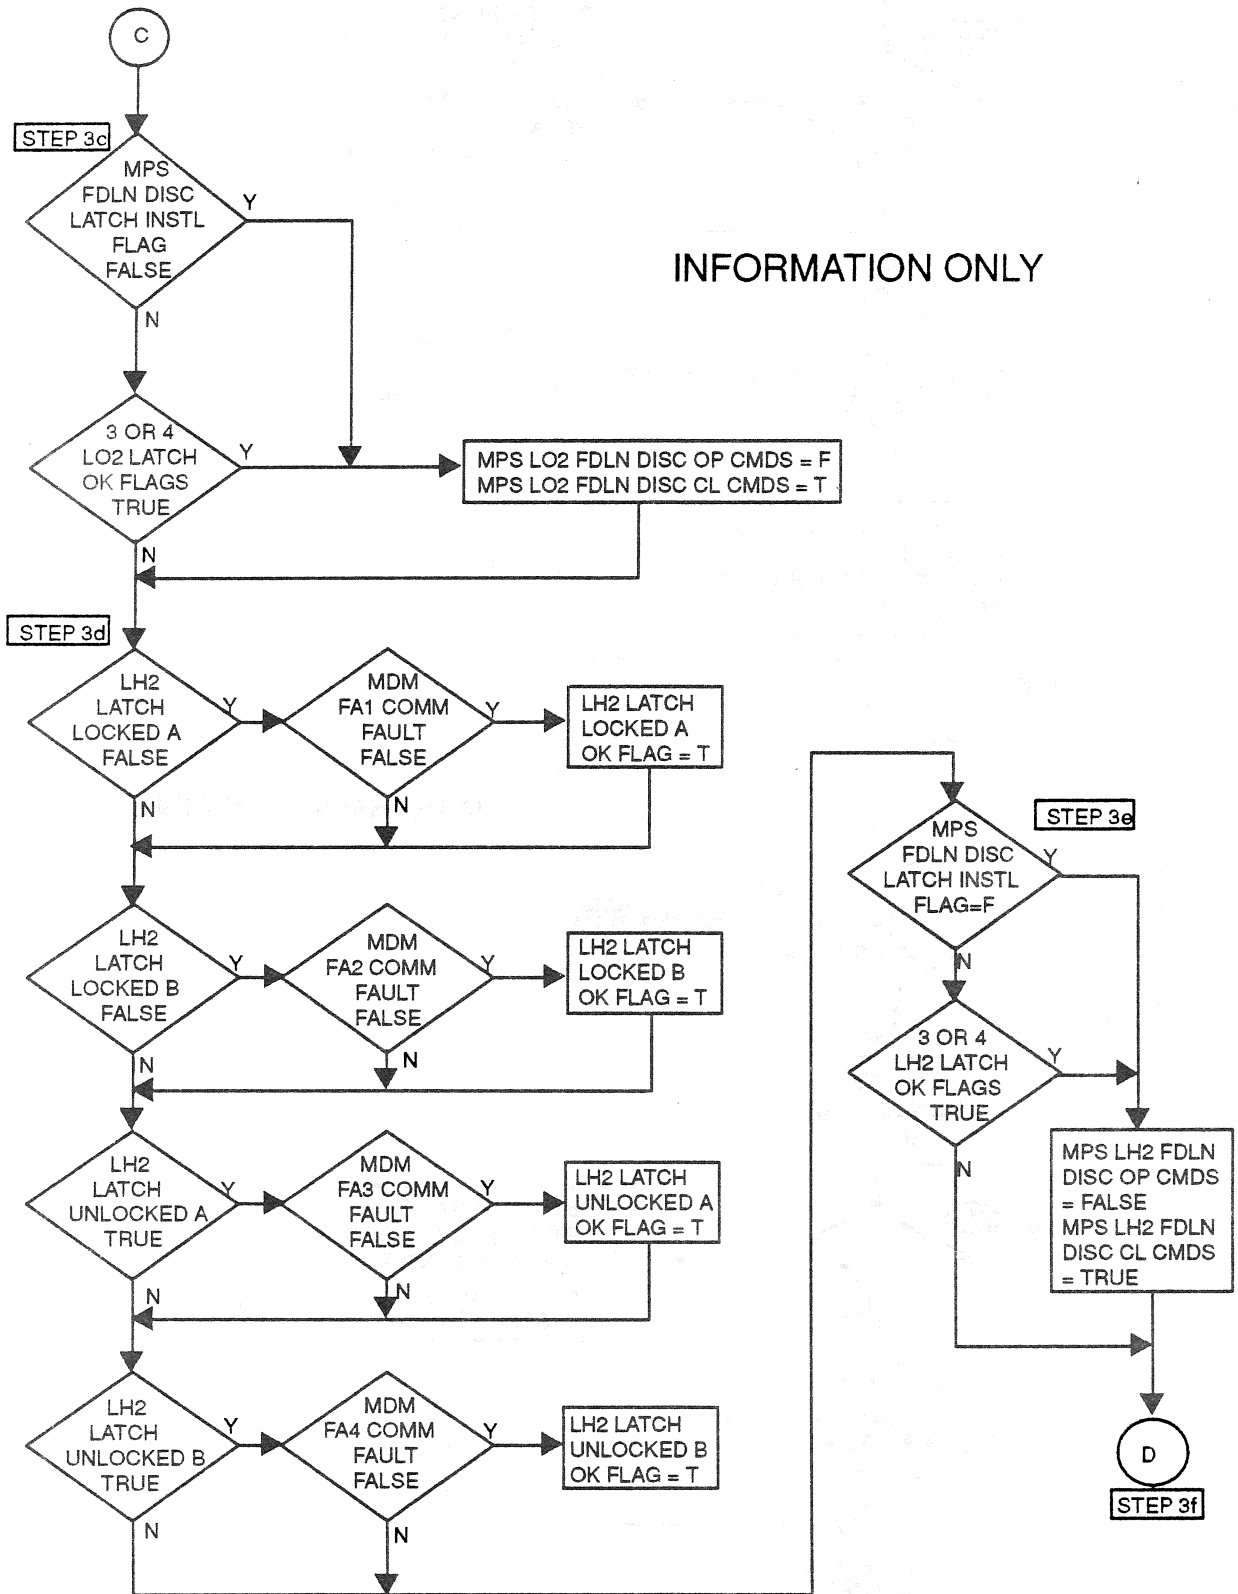 C
STEP 3c
MPS
FDLN DISC
LATCH INSTL
FLAG
FALSE
Y
N
INFORMATION ONLY
3 OR 4
LO2 LATCH
OK FLAGS
TRUE
Y
N
MPS LO2 FDLN DISC OP CMDS = F
MPS LO2 FDLN DISC CL CMDS = T
STEP 3d
LH2
LATCH
LOCKED A
FALSE
Y
N
MDM
FA1 COMM
FAULT
FALSE
Y
N
LH2 LATCH
LOCKED A
OK FLAG = T
LH2
LATCH
LOCKED B
FALSE
Y
N
MDM
FA2 COMM
FAULT
FALSE
Y
N
LH2 LATCH
LOCKED B
OK FLAG = T
LH2
LATCH
UNLOCKED A
TRUE
Y
N
MDM
FA3 COMM
FAULT
FALSE
Y
N
LH2 LATCH
UNLOCKED A
OK FLAG = T
LH2
LATCH
UNLOCKED B
TRUE
Y
N
MDM
FA4 COMM
FAULT
FALSE
Y
N
LH2 LATCH
UNLOCKED B
OK FLAG = T
STEP 3e
MPS
FDLN DISC
LATCH INSTL
FLAG=F
Y
N
3 OR 4
LH2 LATCH
OK FLAGS
TRUE
Y
N
MPS LH2 FDLN
DISC OP CMDS
= FALSE
MPS LH2 FDLN
DISC CL CMDS
= TRUE
D
STEP 3f